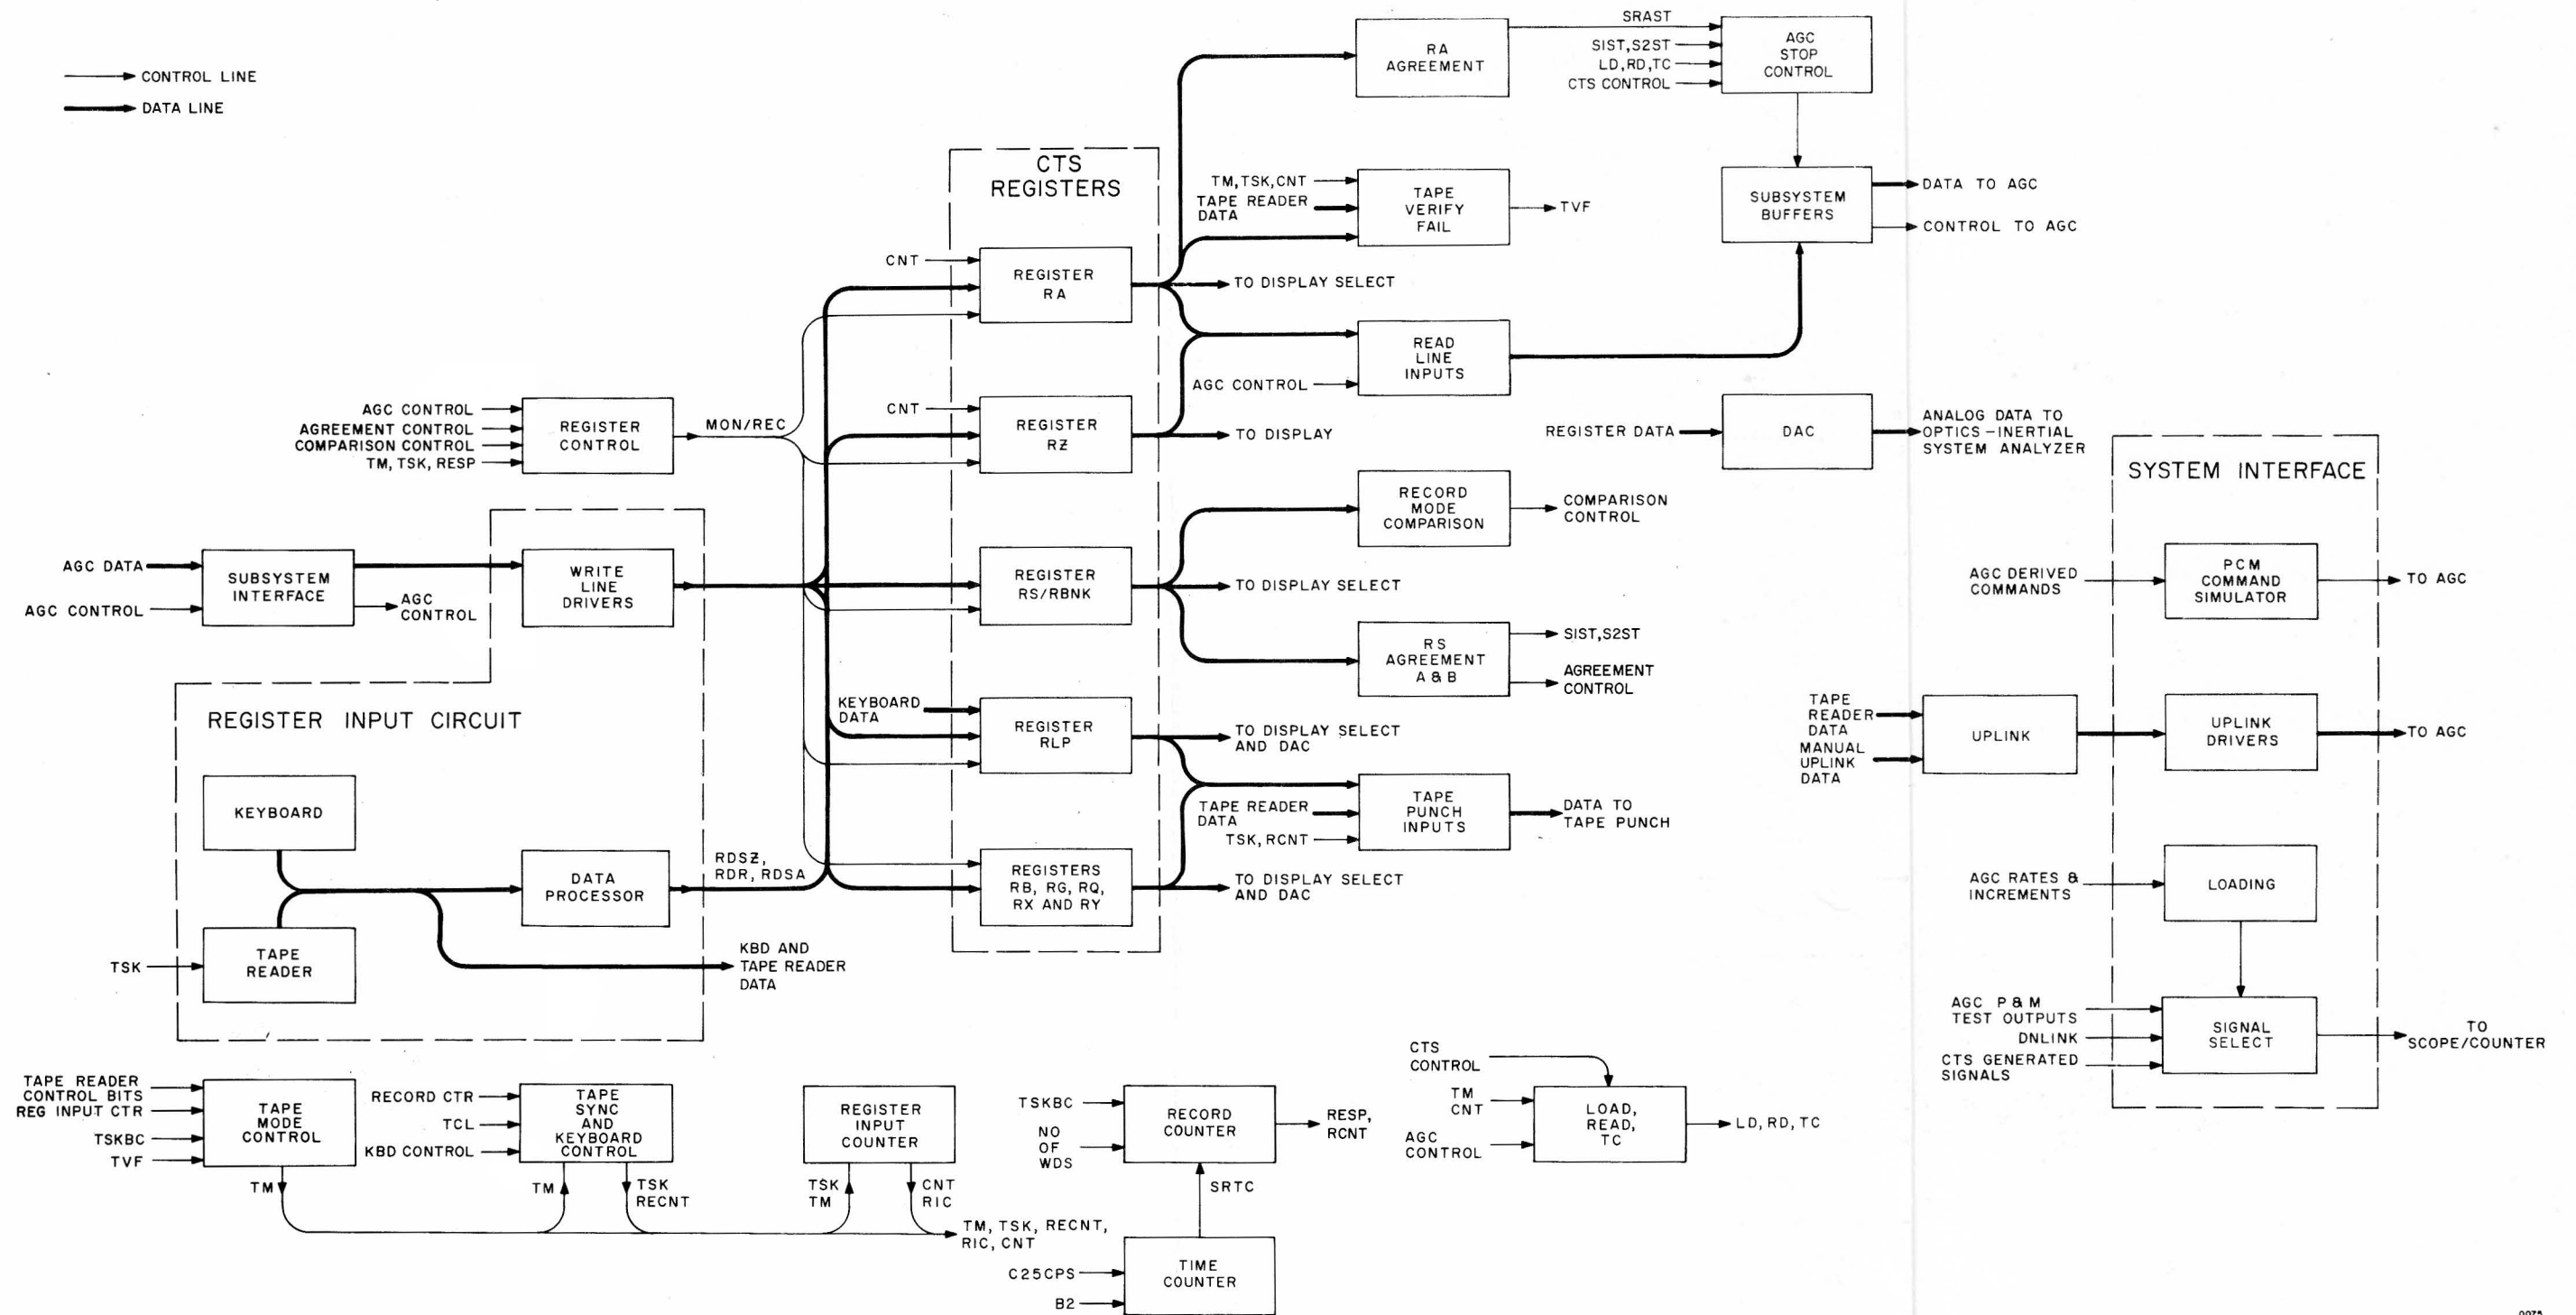 CONTROL LINE
DATA LINE
RA
AGREEMENT
SRAST
SIST,S2ST
LD,RD,TC
CTS CONTROL
AGC
STOP
CONTROL
CTS
REGISTERS
TM,TSK,CNT
TAPE READER
DATA
TAPE
VERIFY
FAIL
TVF
SUBSYSTEM
BUFFERS
DATA TO AGC
CONTROL TO AGC
CNT
REGISTER
RA
TO DISPLAY SELECT
READ
LINE
INPUTS
AGC CONTROL
AGC CONTROL
AGREEMENT CONTROL
COMPARISON CONTROL
TM, TSK, RESP
REGISTER
CONTROL
MON/REC
CNT
REGISTER
RZ
TO DISPLAY
REGISTER DATA
DAC
ANALOG DATA TO
OPTICS-INERTIAL
SYSTEM ANALYZER
RECORD
MODE
COMPARISON
COMPARISON
CONTROL
SYSTEM INTERFACE
AGC DATA
AGC CONTROL
SUBSYSTEM
INTERFACE
AGC
CONTROL
WRITE
LINE
DRIVERS
REGISTER
RS/RBNK
TO DISPLAY SELECT
RS
AGREEMENT
A & B
SIST,S2ST
AGREEMENT
CONTROL
AGC DERIVED
COMMANDS
PCM
COMMAND
SIMULATOR
TO AGC
REGISTER INPUT CIRCUIT
KEYBOARD
DATA
REGISTER
RLP
TO DISPLAY SELECT
AND DAC
TAPE
READER
DATA
MANUAL
UPLINK
DATA
UPLINK
UPLINK
DRIVERS
TO AGC
KEYBOARD
TAPE READER
DATA
TSK, RCNT
TAPE
PUNCH
INPUTS
DATA TO
TAPE PUNCH
DATA
PROCESSOR
RDSZ,
RDR, RDSA
REGISTERS
RB, RG, RQ,
RX AND RY
TO DISPLAY SELECT
AND DAC
AGC RATES &
INCREMENTS
LOADING
TSK
TAPE
READER
KBD AND
TAPE READER
DATA
AGC P & M
TEST OUTPUTS
DNLINK
CTS GENERATED
SIGNALS
SIGNAL
SELECT
TO
SCOPE/COUNTER
TAPE READER
CONTROL BITS
REG INPUT CTR
TSKBC
TVF
TAPE
MODE
CONTROL
RECORD CTR
TCL
KBD CONTROL
TAPE
SYNC
AND
KEYBOARD
CONTROL
REGISTER
INPUT
COUNTER
TSKBC
NO
OF
WDS
RECORD
COUNTER
RESP,
RCNT
CTS
CONTROL
TM
CNT
AGC
CONTROL
LOAD,
READ,
TC
LD, RD, TC
TM
TM
TSK
RECNT
TSK
TM
CNT
RIC
SRTC
TM, TSK, RECNT,
RIC, CNT
C25CPS
B2
TIME
COUNTER